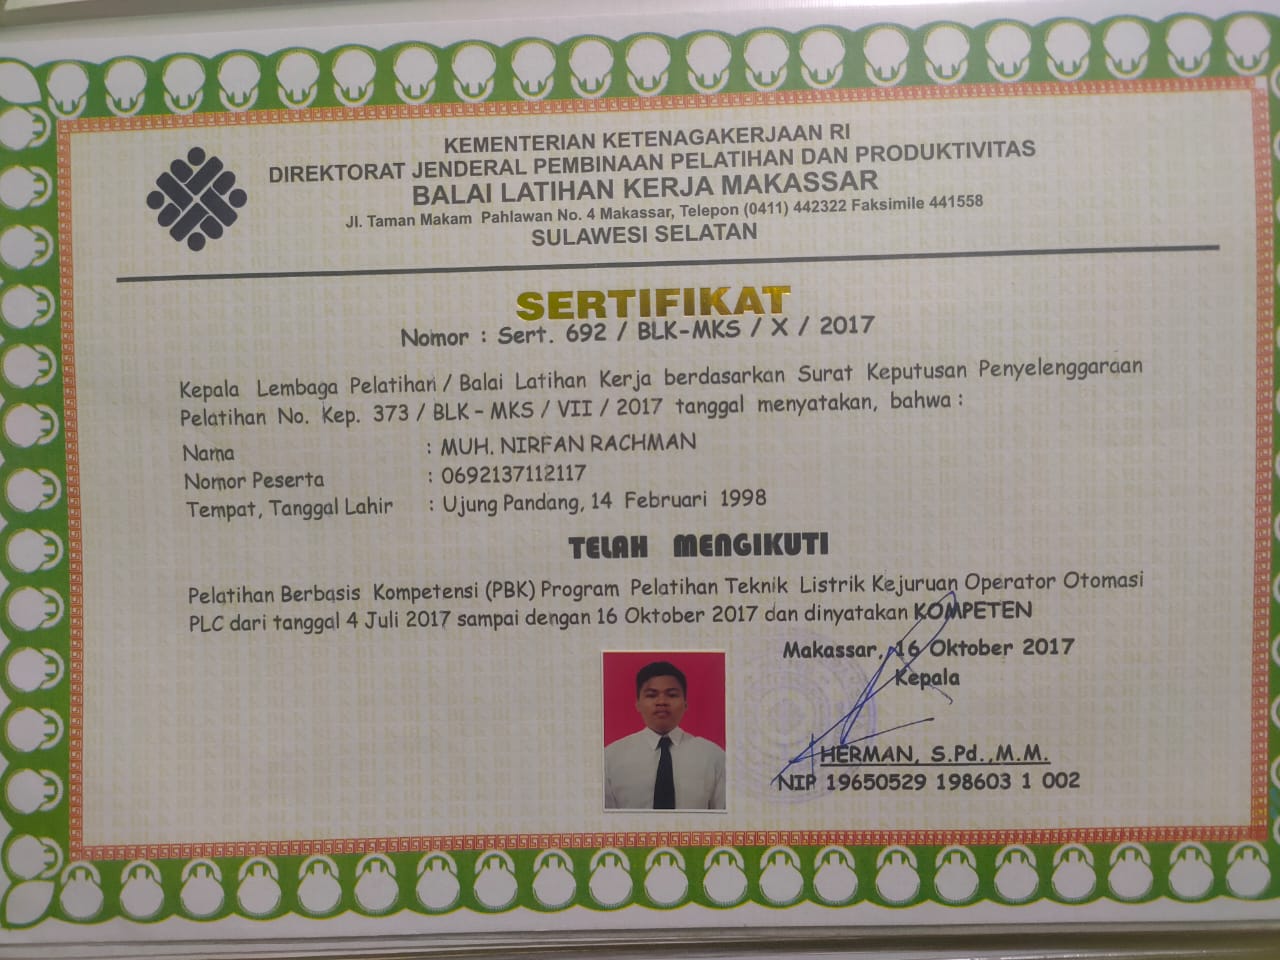 KEMENTERIAN KETENAGAKERJAAN RI
DIREKTORAT JENDERAL PEMBINAAN PELATIHAN DAN PRODUKTIVITAS
BALAI LATIHAN KERJA MAKASSAR
Jl. Taman Makam Pahlawan No. 4 Makassar, Telepon (0411) 442322 Faksimile 441558
SULAWESI SELATAN
SERTIFIKAT
Nomor : Sert. 692 / BLK-MKS / X / 2017
Kepala Lembaga Pelatihan / Balai Latihan Kerja berdasarkan Surat Keputusan Penyelenggaraan
Pelatihan No. Kep. 373 / BLK - MKS / VII / 2017 tanggal menyatakan, bahwa :
Nama : MUH. NIRFAN RACHMAN
Nomor Peserta : 0692137112117
Tempat, Tanggal Lahir : Ujung Pandang, 14 Februari 1998
TELAH MENGIKUTI
Pelatihan Berbasis Kompetensi (PBK) Program Pelatihan Teknik Listrik Kejuruan Operator Otomasi
PLC dari tanggal 4 Juli 2017 sampai dengan 16 Oktober 2017 dan dinyatakan KOMPETEN
Makassar, 16 Oktober 2017
Kepala
HERMAN, S.Pd.,M.M.
NIP 19650529 198603 1 002